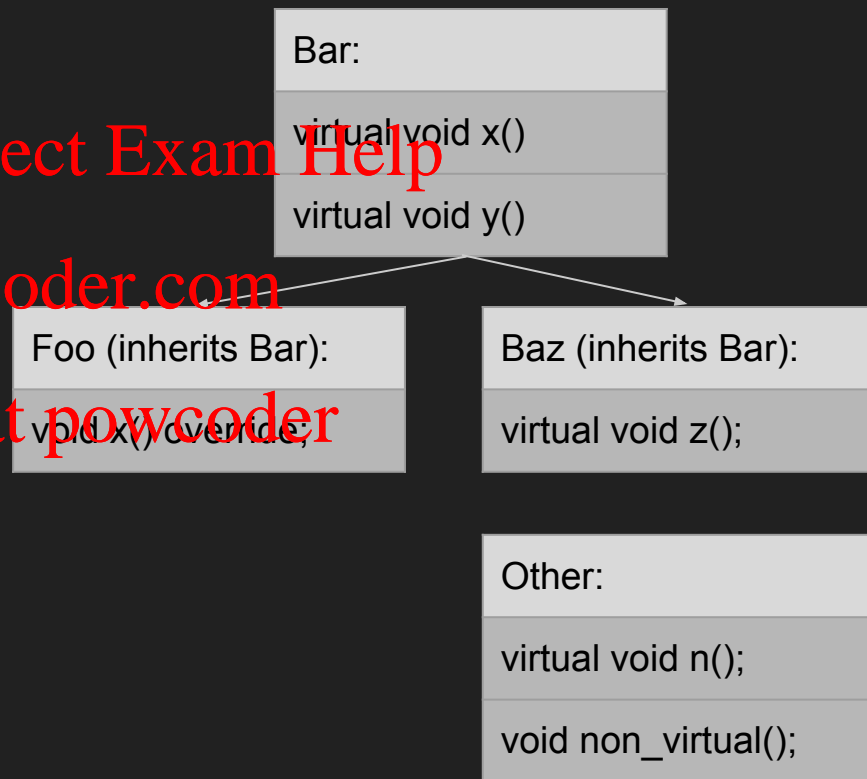 Bar:
virtual void x()
ect Exam Help
virtual void y()
oder.com
Foo (inherits Bar):
Baz (inherits Bar):
void x() override;
t powcoder
virtual void z();
Other:
virtual void n();
void non_virtual();